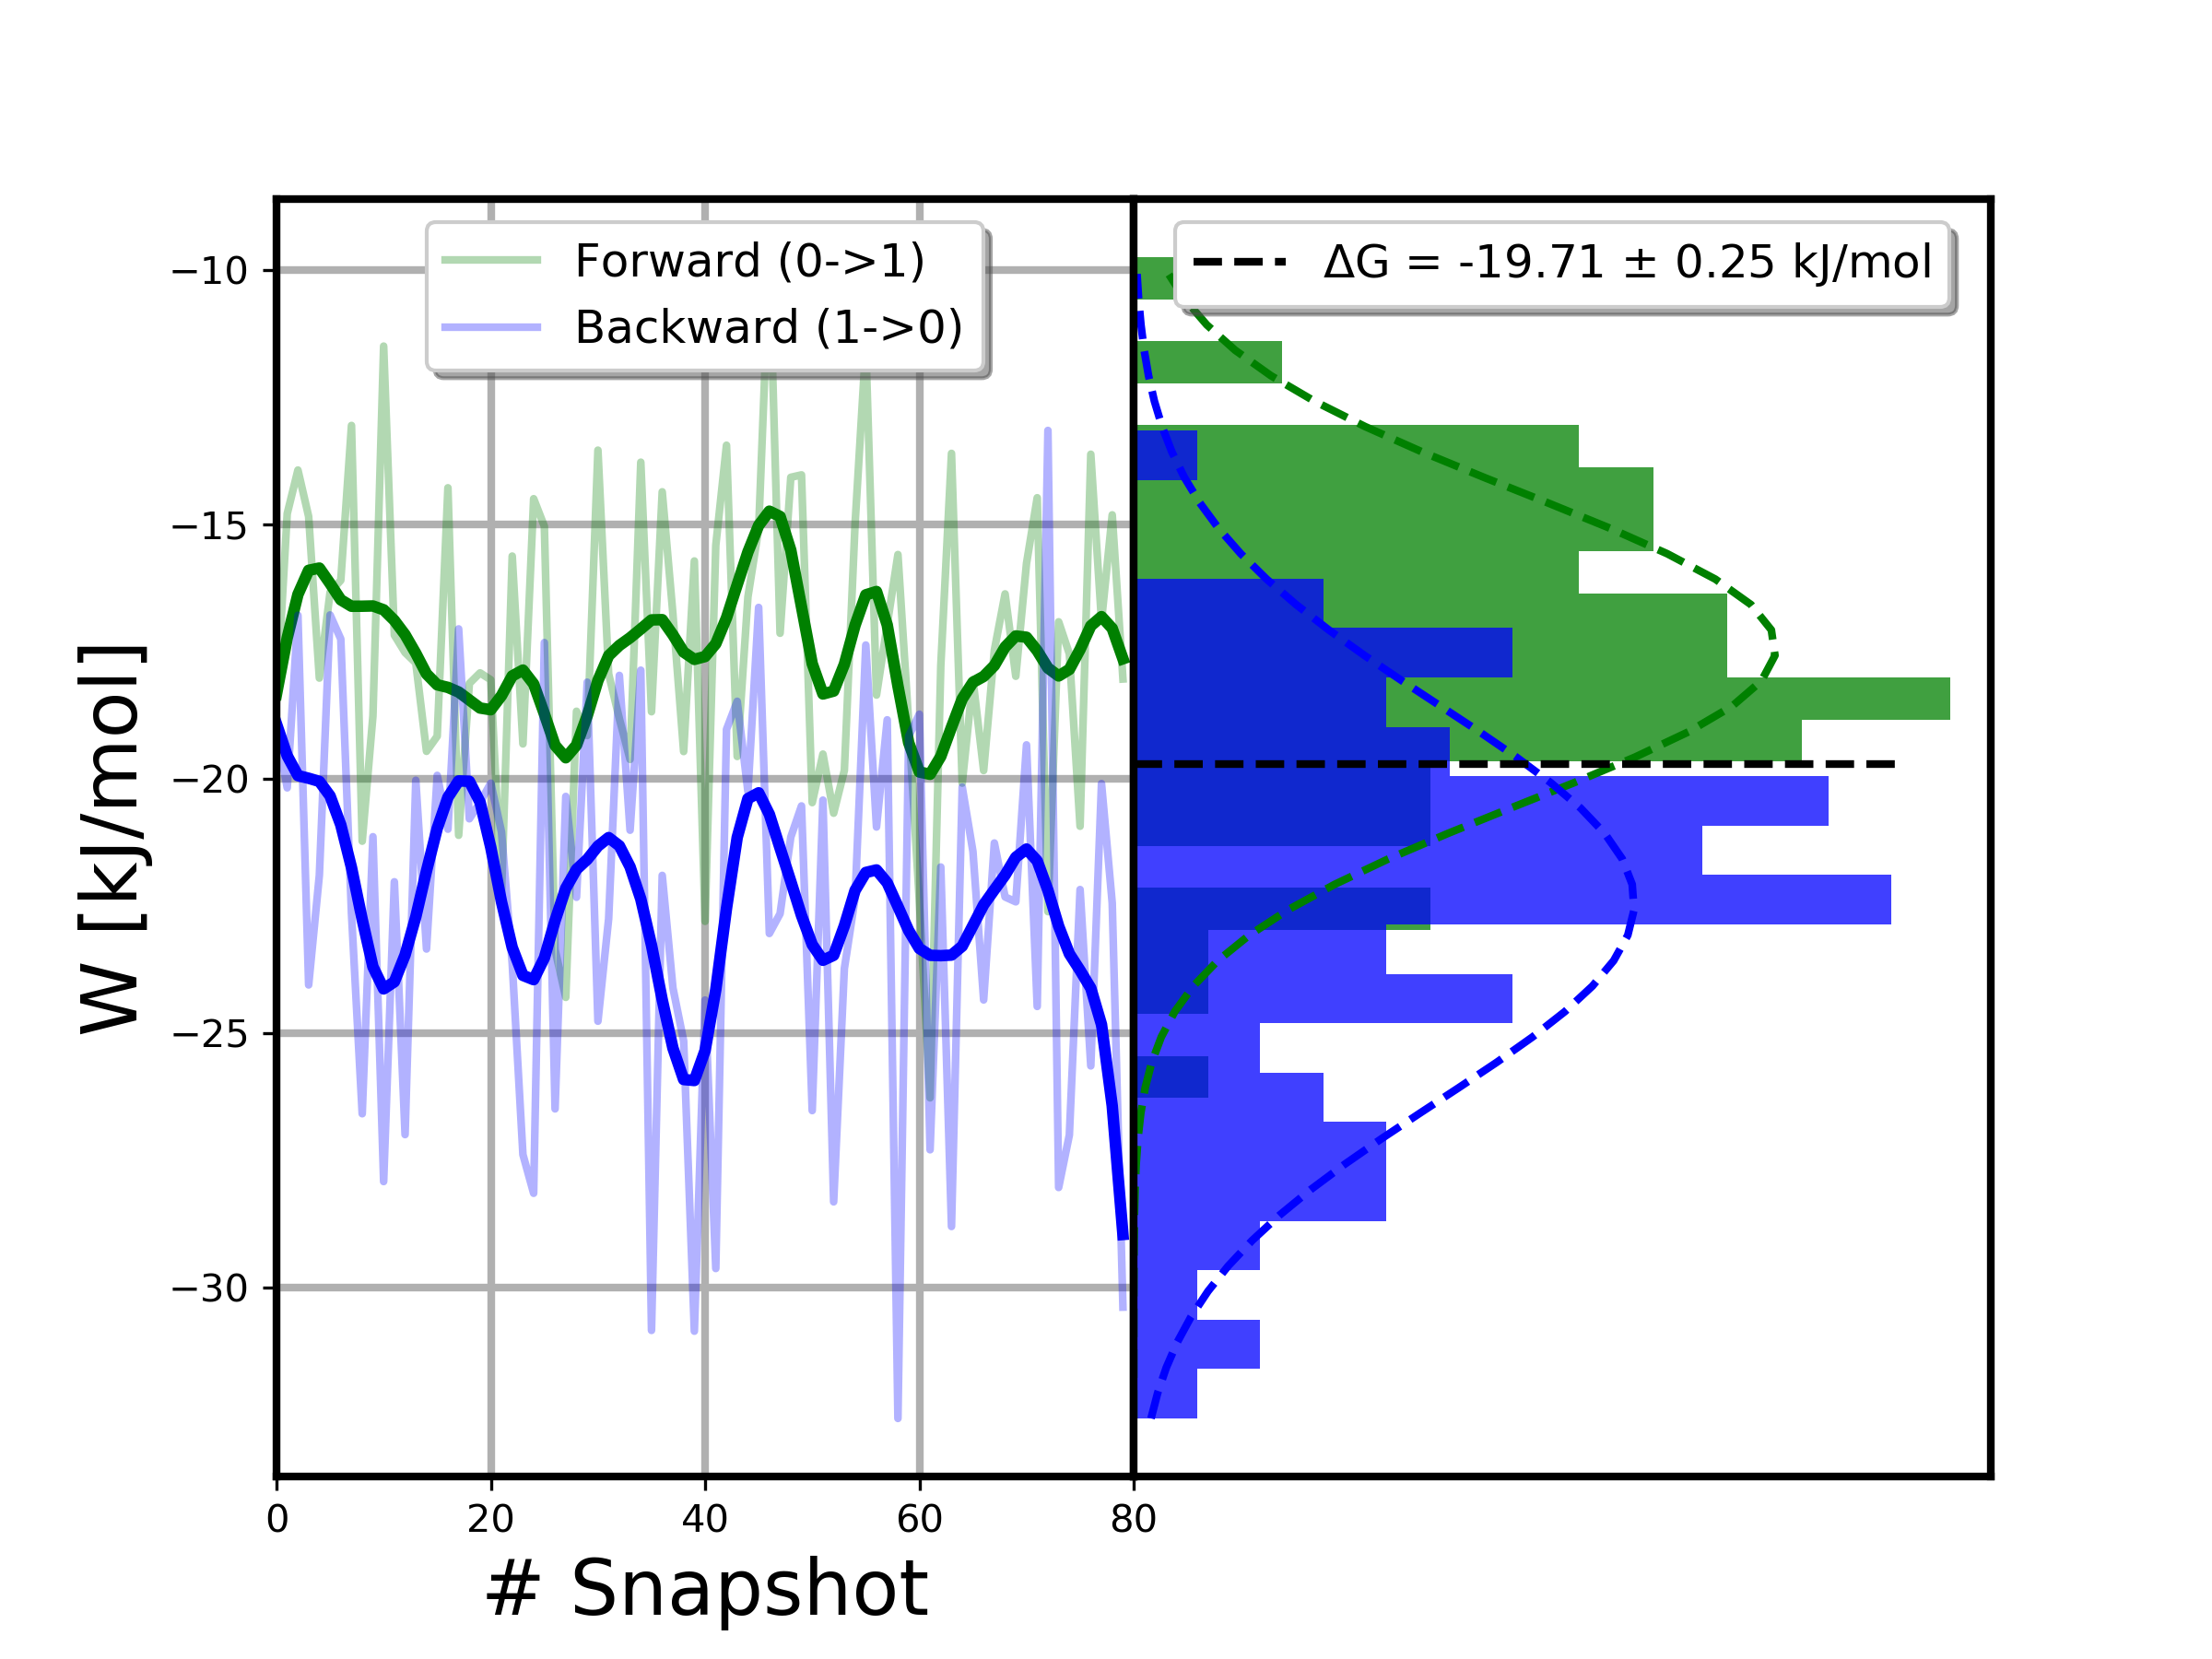 Forward (0->1)
Backward (1->0)
ΔG = -19.71 ± 0.25 kJ/mol
−10
−15
−20
−25
−30
W [kJ/mol]
0 20 40 60 80
# Snapshot